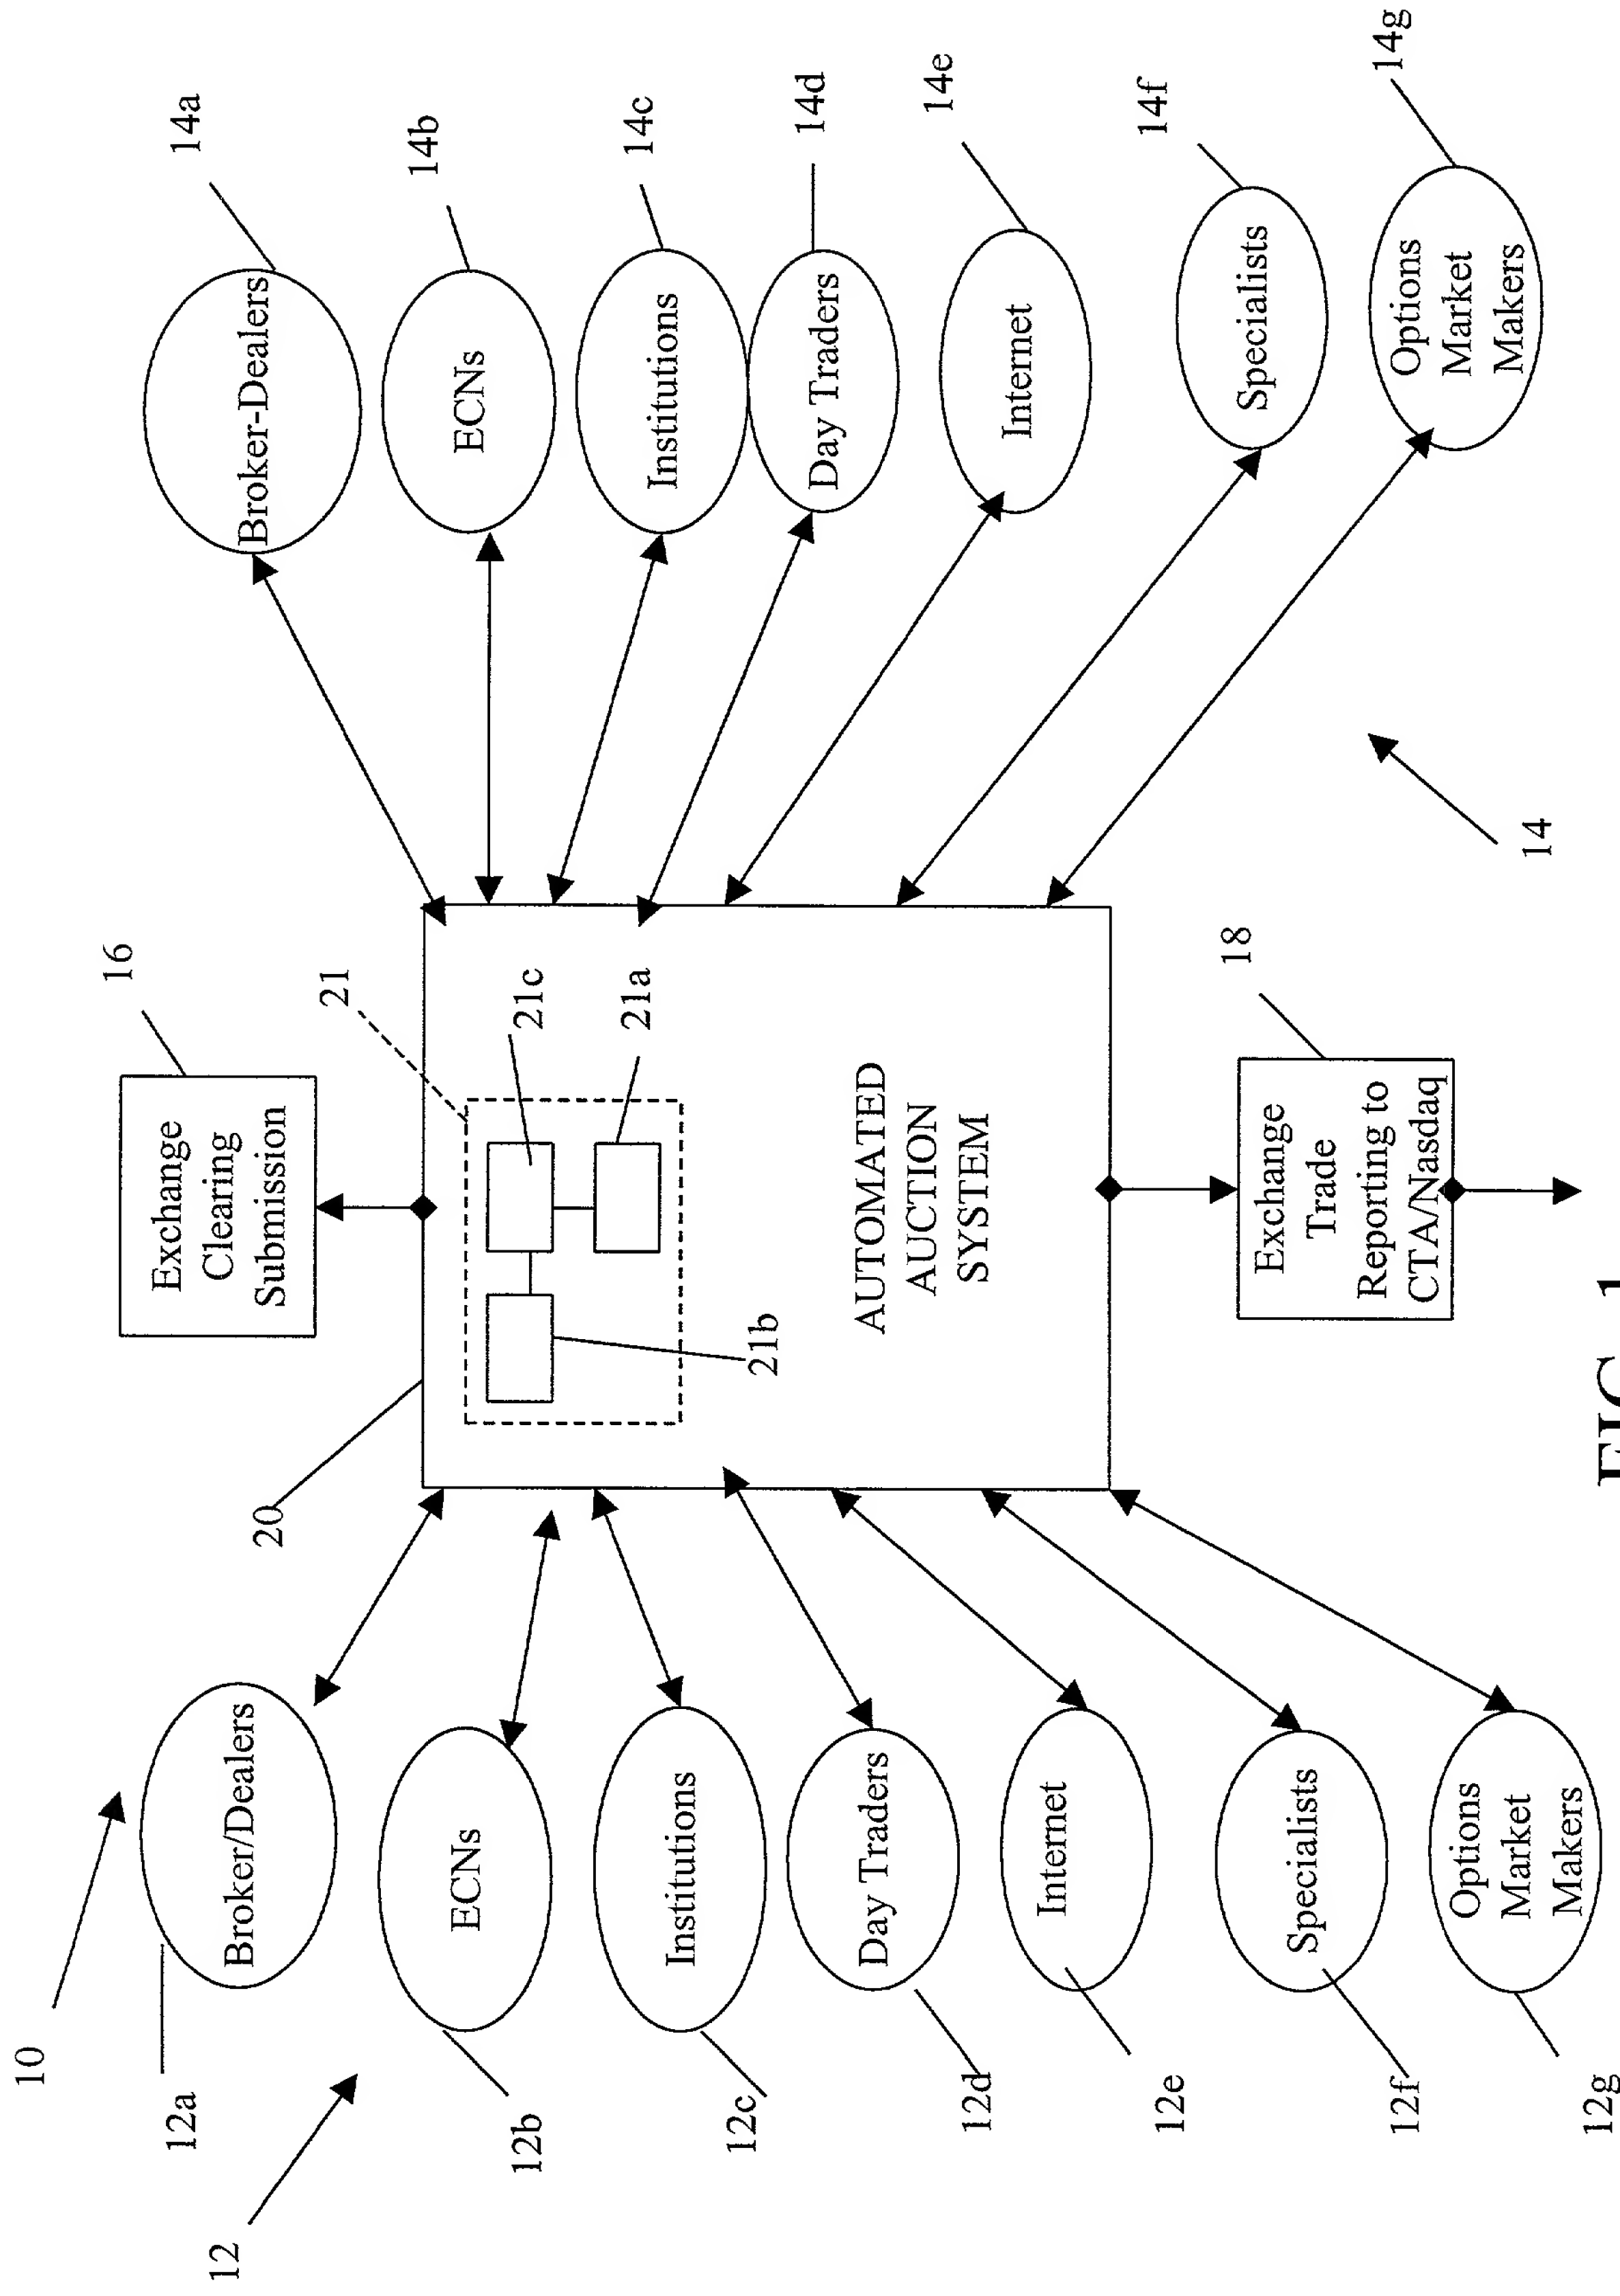 10
12
12a
Broker/Dealers
12b
ECNs
12c
Institutions
12d
Day Traders
12e
Internet
12f
Specialists
12g
Options
Market
Makers
16
Exchange
Clearing
Submission
20
21
21c
21a
21b
AUTOMATED
AUCTION
SYSTEM
18
Exchange
Trade
Reporting to
CTA/Nasdaq
14a
Broker-Dealers
14b
ECNs
14c
Institutions
14d
Day Traders
14e
Internet
14f
Specialists
14g
Options
Market
Makers
14
FIG. 1